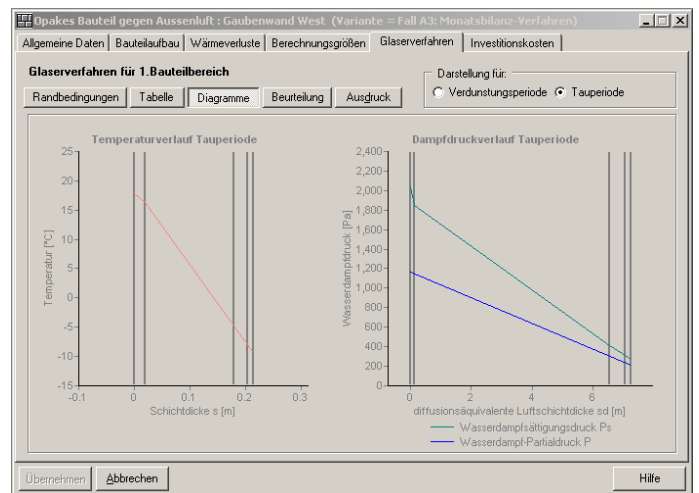 Opakes Bauteil gegen Aussenluft : Gaubenwand West (Variante = Fall A3: Monatsbilanz-Verfahren)
Allgemeine Daten Bauteilaufbau Wärmeverluste Berechnungsgrößen Glaserverfahren Investitionskosten
Glaserverfahren für 1.Bauteilbereich
Darstellung für:
Verdunstungsperiode Tauperiode
Randbedingungen Tabelle Diagramme Beurteilung Ausdruck
Temperaturverlauf Tauperiode
25
20
15
10
5
0
-5
-10
-15
Temperatur [°C]
-0.1 0 0.1 0.2 0.3
Schichtdicke s [m]
Dampfdruckverlauf Tauperiode
2,400
2,200
2,000
1,800
1,600
1,400
1,200
1,000
800
600
400
200
0
Wasserdampfdruck [Pa]
0 2 4 6
diffusionsäquivalente Luftschichtdicke sd [m]
Wasserdampfsättigungsdruck Ps
Wasserdampf-Partialdruck P
Übernehmen Abbrechen Hilfe